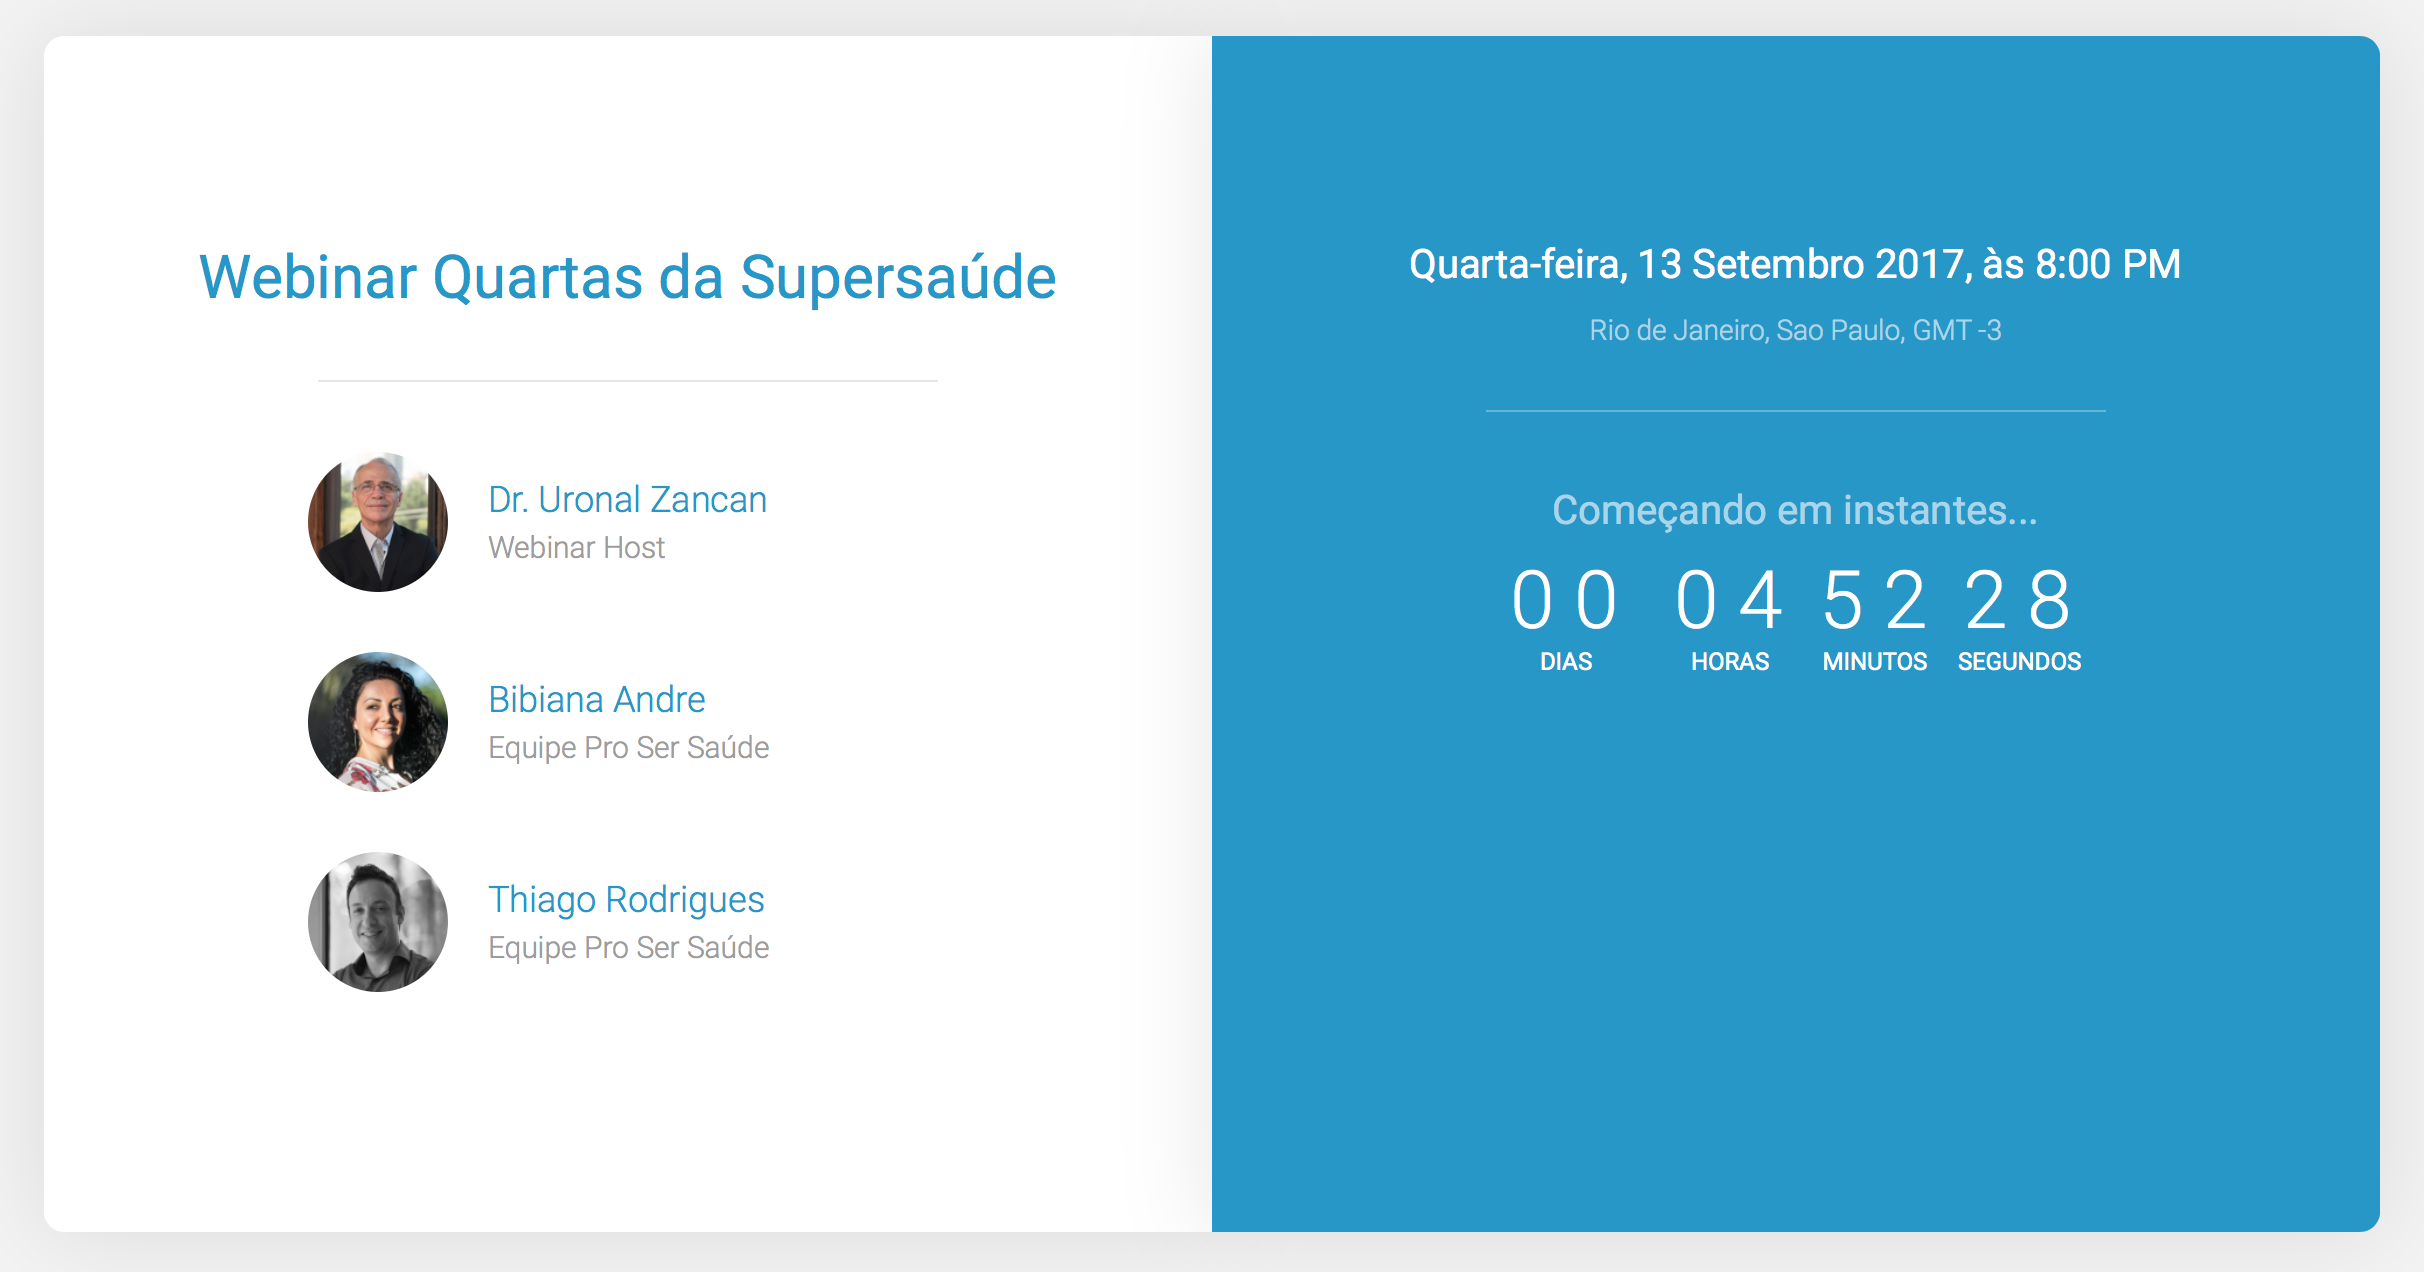 Webinar Quartas da Supersaúde
Dr. Uronal Zancan
Webinar Host
Bibiana Andre
Equipe Pro Ser Saúde
Thiago Rodrigues
Equipe Pro Ser Saúde
Quarta-feira, 13 Setembro 2017, às 8:00 PM
Rio de Janeiro, Sao Paulo, GMT -3
Começando em instantes...
00 04 52 28
DIAS HORAS MINUTOS SEGUNDOS